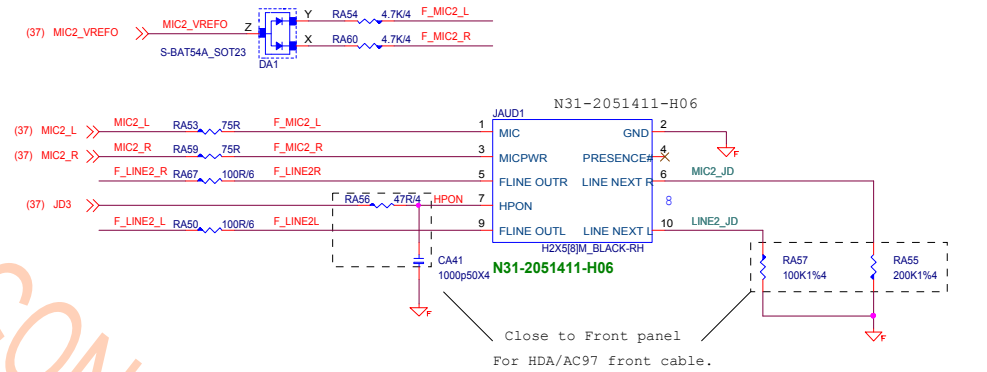 (37) MIC2_VREFO MIC2_VREFO Z Y RA54 4.7K/4 F_MIC2_L
X RA60 4.7K/4 F_MIC2_R
S-BAT54A_SOT23
DA1
N31-2051411-H06
JAUD1
(37) MIC2_L MIC2_L RA53 75R F_MIC2_L 1 MIC GND 2 F
(37) MIC2_R MIC2_R RA59 75R F_MIC2_R 3 MICPWR PRESENCE# 4
F_LINE2_R RA67 100R/6 F_LINE2R 5 FLINE OUTR LINE NEXT R 6 MIC2_JD
(37) JD3 RA56 47R/4 HPON 7 HPON 8
F_LINE2_L RA50 100R/6 F_LINE2L 9 FLINE OUTL LINE NEXT L 10 LINE2_JD
H2X5[8]M_BLACK-RH
N31-2051411-H06
CA41
1000p50X4
F
RA57
100K1%4
RA55
200K1%4
F
Close to Front panel
For HDA/AC97 front cable.
CON